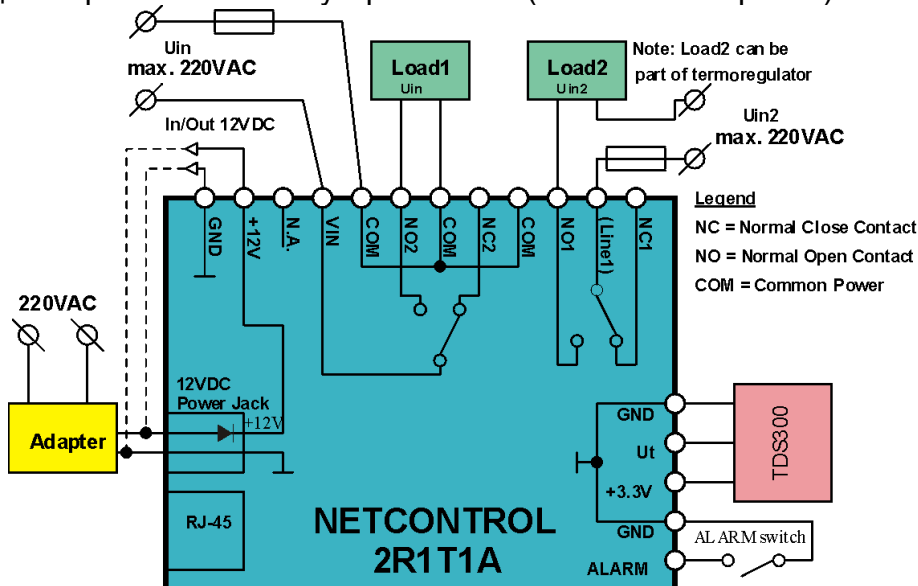 Uin
max. 220VAC
In/Out 12VDC
Load1
Uin
Load2
Uin2
Note: Load2 can be
part of termoregulator
Uin2
max. 220VAC
Legend
NC = Normal Close Contact
NO = Normal Open Contact
COM = Common Power
GND
+12V
N.A.
VIN
COM
NO2
COM
NC2
COM
NO1
(Line1)
NC1
220VAC
Adapter
12VDC
Power Jack
+12V
RJ-45
NETCONTROL
2R1T1A
GND
Ut
+3.3V
GND
ALARM
TDS300
ALARM switch